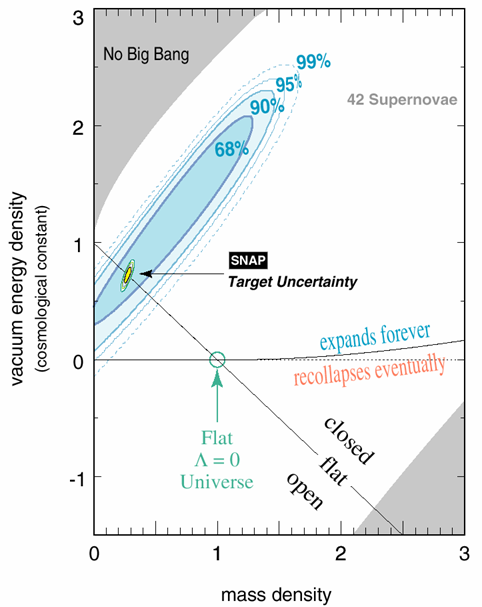 3
No Big Bang
99%
95%
90%
42 Supernovae
2
68%
vacuum energy density
(cosmological constant)
1
SNAP
Target Uncertainty
expands forever
0
recollapses eventually
Flat
Λ = 0
Universe
closed
flat
open
-1
0
1
2
3
mass density